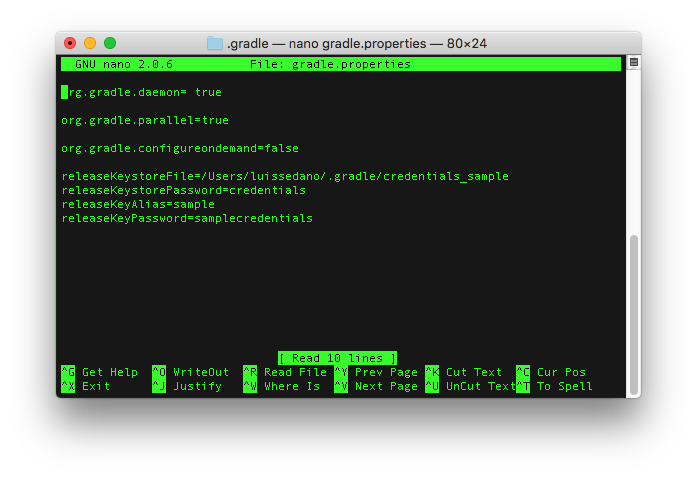 .gradle — nano gradle.properties — 80×24
GNU nano 2.0.6 File: gradle.properties
rg.gradle.daemon= true
org.gradle.parallel=true
org.gradle.configureondemand=false
releaseKeystoreFile=/Users/luissedano/.gradle/credentials_sample
releaseKeystorePassword=credentials
releaseKeyAlias=sample
releaseKeyPassword=samplecredentials
[ Read 10 lines ]
^G Get Help ^O WriteOut ^R Read File ^Y Prev Page ^K Cut Text ^C Cur Pos
^X Exit ^J Justify ^W Where Is ^V Next Page ^U UnCut Text ^T To Spell